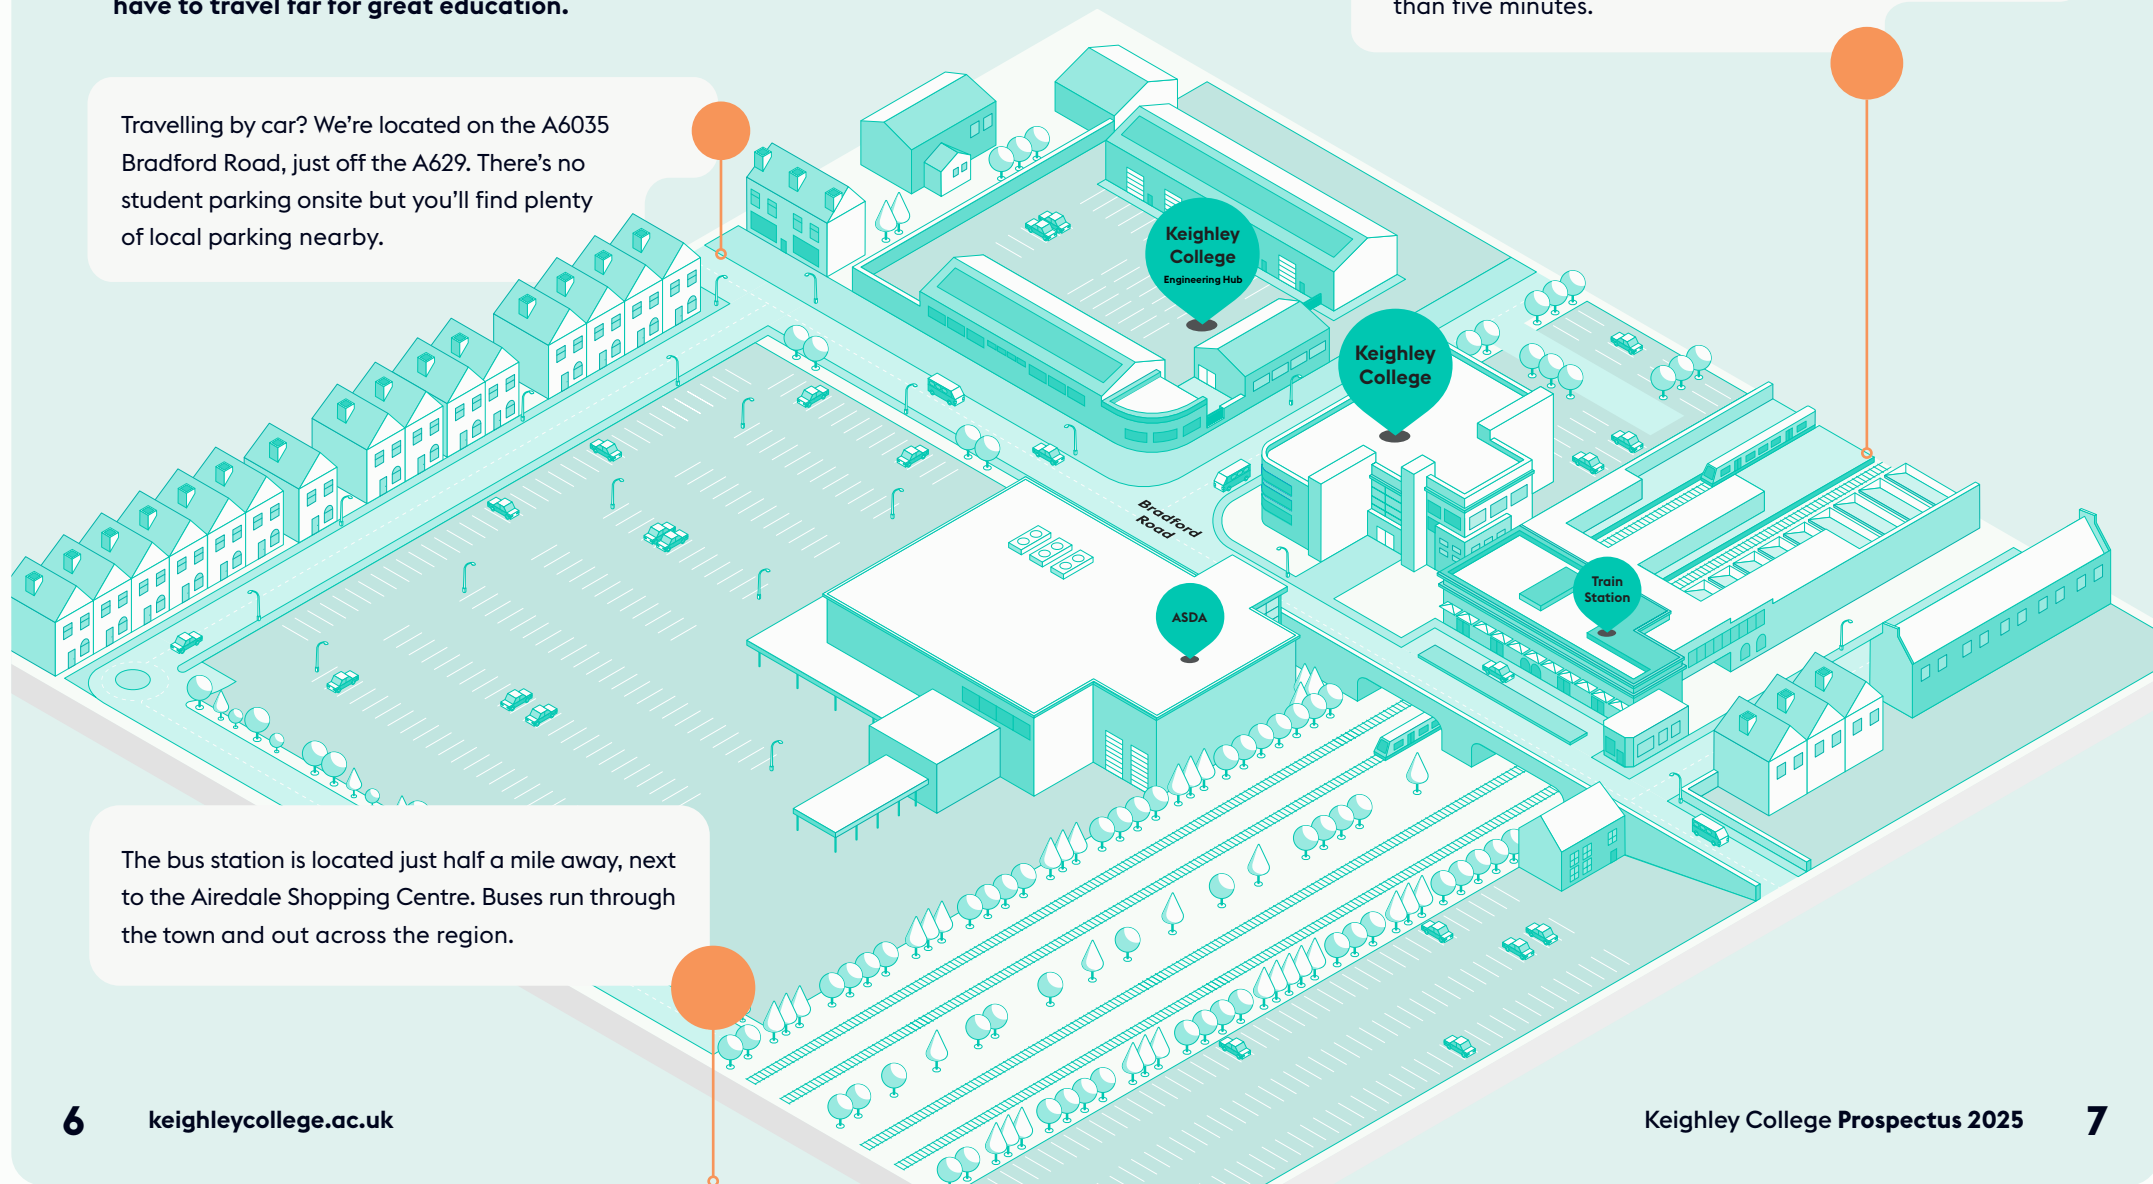 have to travel far for great education.
than five minutes.
Travelling by car? We're located on the A6035
Bradford Road, just off the A629. There's no
student parking onsite but you'll find plenty
of local parking nearby.
Keighley
College
Engineering Hub
Keighley
College
Bradford
Road
Train
Station
ASDA
The bus station is located just half a mile away, next
to the Airedale Shopping Centre. Buses run through
the town and out across the region.
6 keighleycollege.ac.uk
Keighley College Prospectus 2025 7